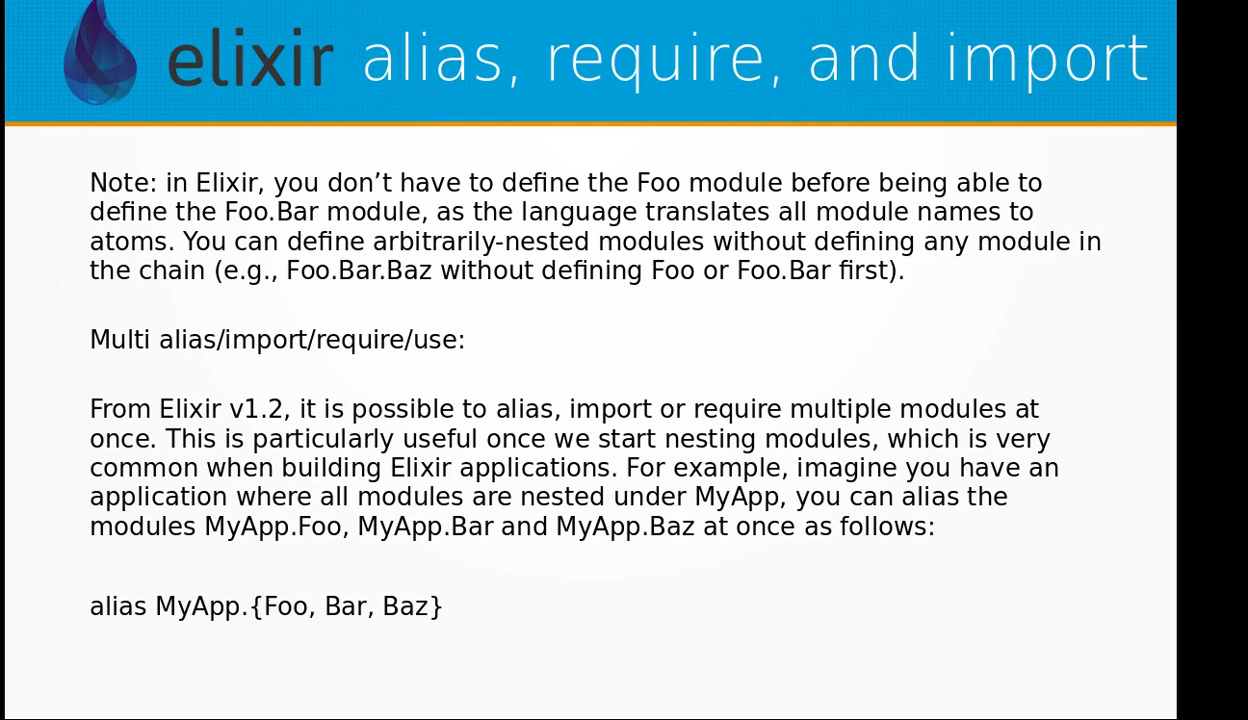 elixir alias, require, and import
Note: in Elixir, you don’t have to define the Foo module before being able to
define the Foo.Bar module, as the language translates all module names to
atoms. You can define arbitrarily-nested modules without defining any module in
the chain (e.g., Foo.Bar.Baz without defining Foo or Foo.Bar first).
Multi alias/import/require/use:
From Elixir v1.2, it is possible to alias, import or require multiple modules at
once. This is particularly useful once we start nesting modules, which is very
common when building Elixir applications. For example, imagine you have an
application where all modules are nested under MyApp, you can alias the
modules MyApp.Foo, MyApp.Bar and MyApp.Baz at once as follows:
alias MyApp.{Foo, Bar, Baz}